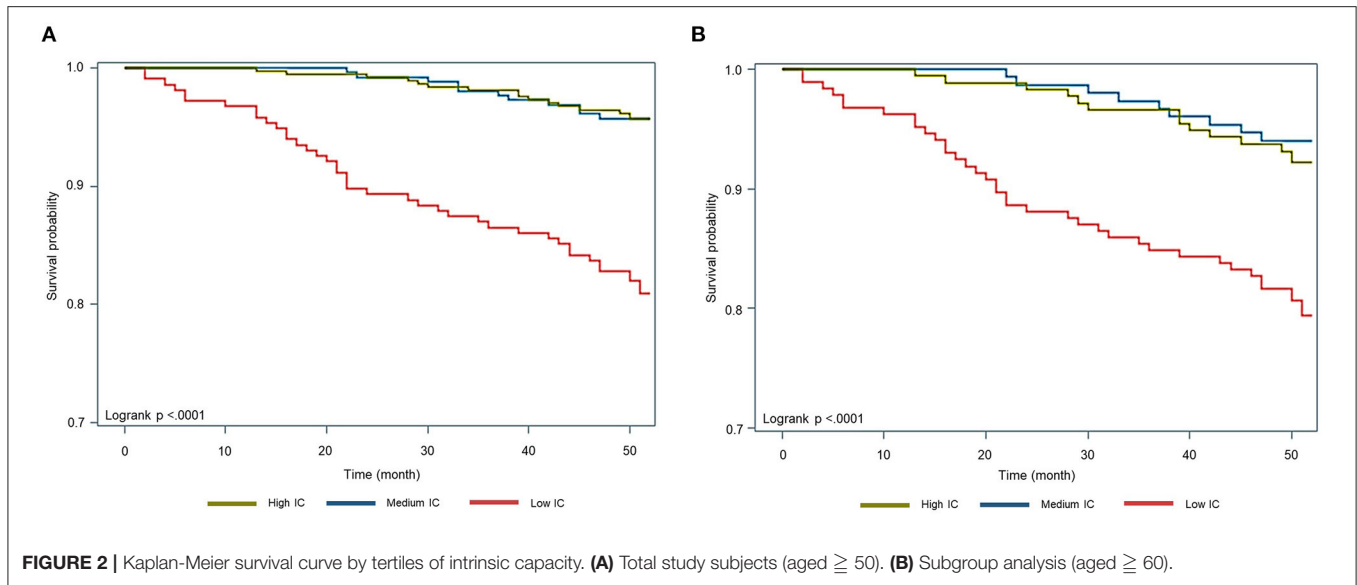 A
B
1.0
0.9
0.8
0.7
Survival probability
Logrank p <.0001
0 10 20 30 40 50
Time (month)
High IC Medium IC Low IC
1.0
0.9
0.8
0.7
Survival probability
Logrank p <.0001
0 10 20 30 40 50
Time (month)
High IC Medium IC Low IC
FIGURE 2 | Kaplan-Meier survival curve by tertiles of intrinsic capacity. (A) Total study subjects (aged ≧ 50). (B) Subgroup analysis (aged ≧ 60).